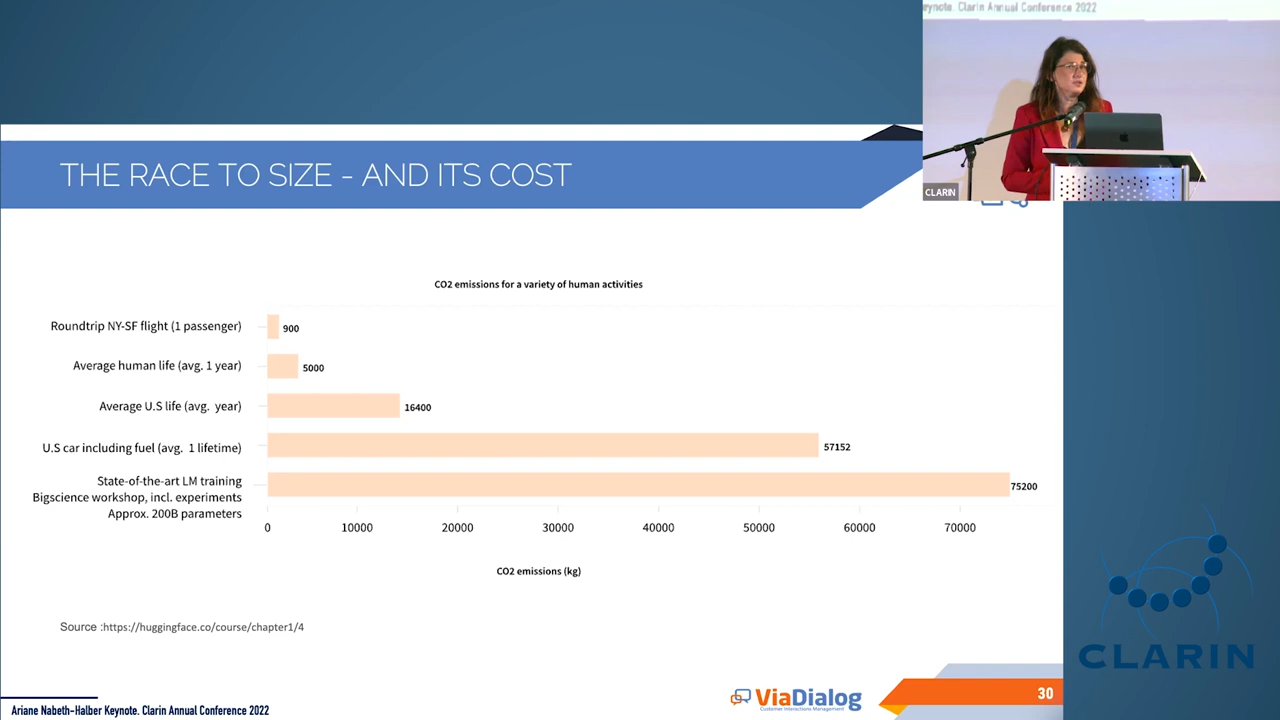 eynote. Clarin Annual Conference 2022
CLARIN
THE RACE TO SIZE - AND ITS COST
CO2 emissions for a variety of human activities
Roundtrip NY-SF flight (1 passenger)
900
Average human life (avg. 1 year)
5000
Average U.S life (avg. year)
16400
U.S car including fuel (avg. 1 lifetime)
57152
State-of-the-art LM training
Bigscience workshop, incl. experiments
Approx. 200B parameters
75200
0 10000 20000 30000 40000 50000 60000 70000
CO2 emissions (kg)
Source :https://huggingface.co/course/chapter1/4
CLARIN
ViaDialog
Customer Interactions Management
30
Ariane Nabeth-Halber Keynote. Clarin Annual Conference 2022